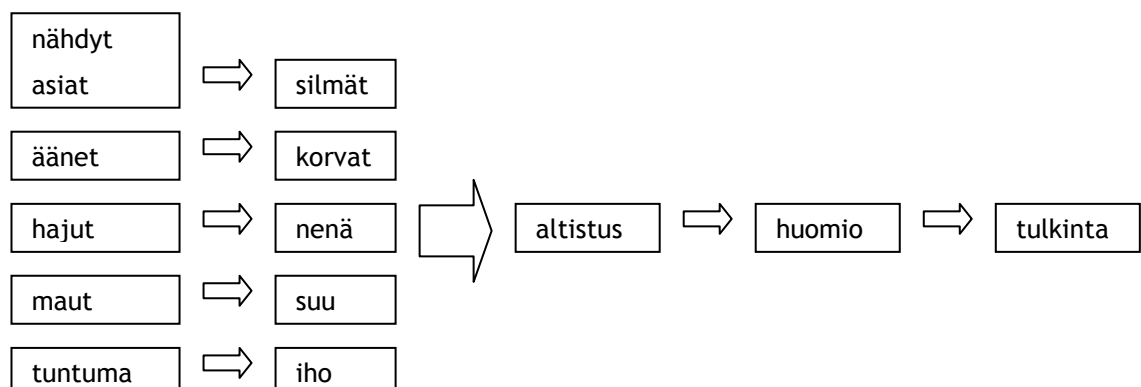 nähdyt
asiat
silmät
äänet
korvat
hajut
nenä
altistus
huomio
tulkinta
maut
suu
tuntuma
iho